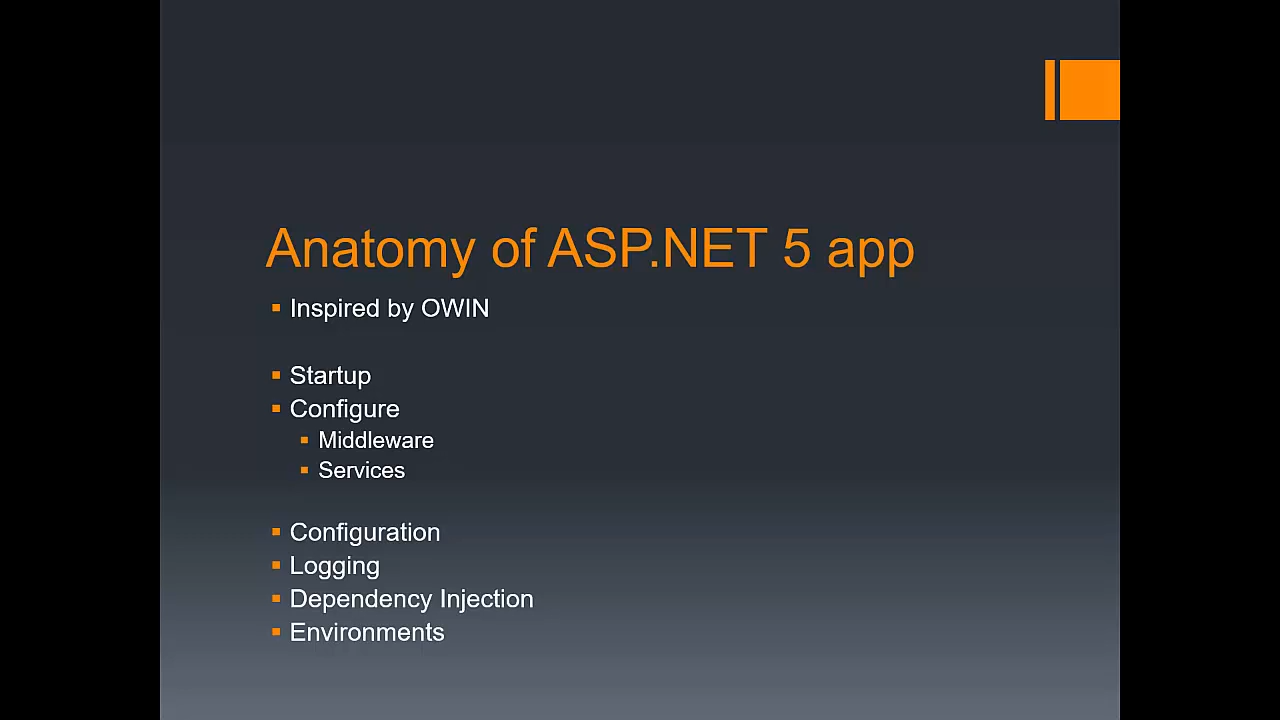 Anatomy of ASP.NET 5 app
Inspired by OWIN
Startup
Configure
Middleware
Services
Configuration
Logging
Dependency Injection
Environments